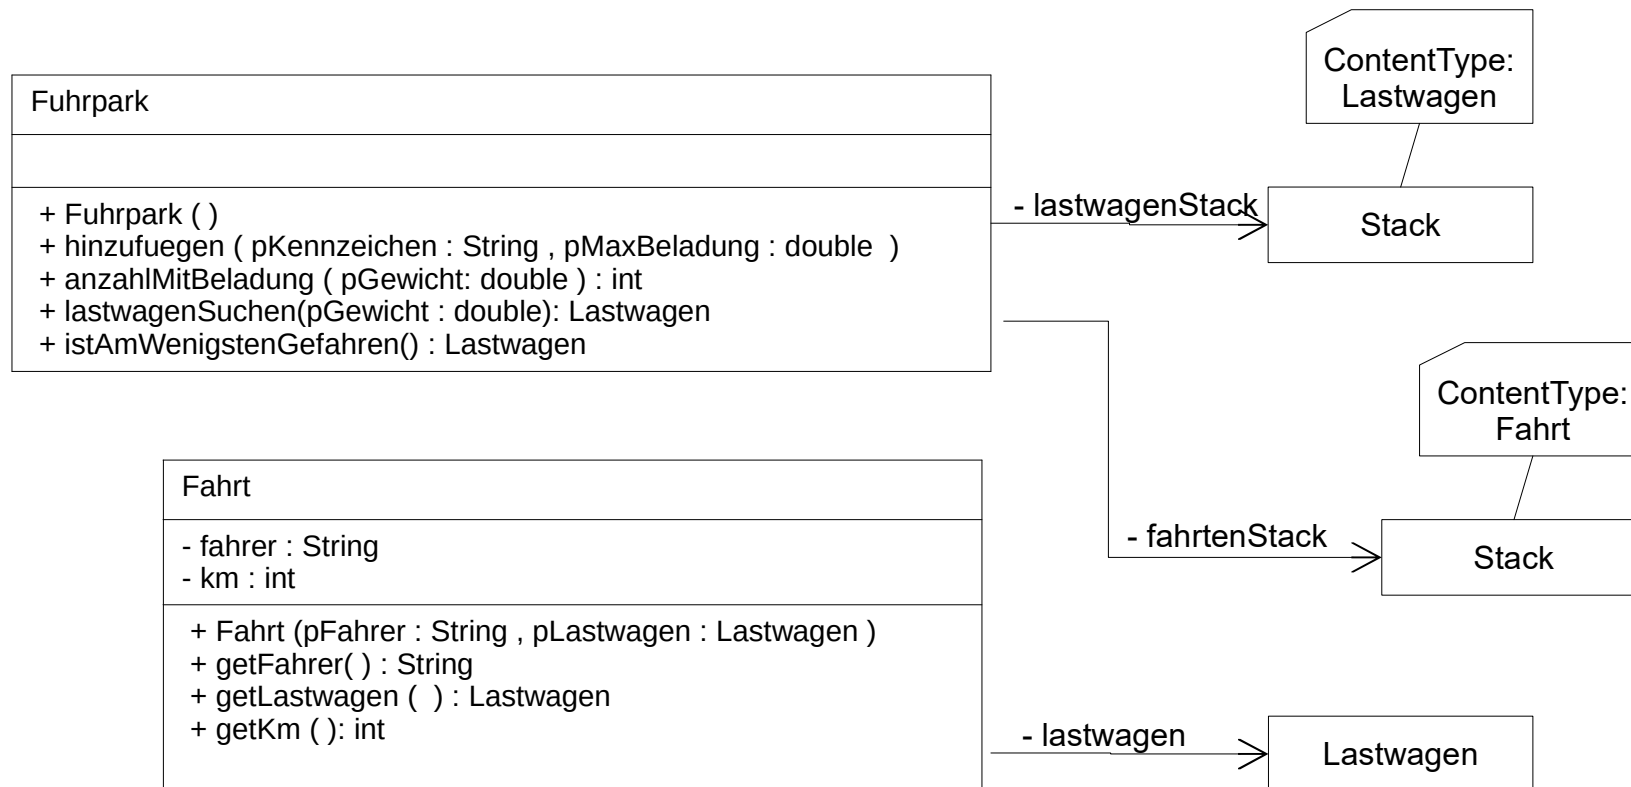 Fuhrpark
+ Fuhrpark ( )
+ hinzufuegen ( pKennzeichen : String , pMaxBeladung : double  )
+ anzahlMitBeladung ( pGewicht: double ) : int
+ lastwagenSuchen(pGewicht : double): Lastwagen
+ istAmWenigstenGefahren() : Lastwagen
- lastwagenStack
ContentType:
Lastwagen
Stack
ContentType:
Fahrt
- fahrtenStack
Stack
Fahrt
- fahrer : String
- km : int
+ Fahrt (pFahrer : String , pLastwagen : Lastwagen )
+ getFahrer( ) : String
+ getLastwagen (  ) : Lastwagen
+ getKm ( ): int
- lastwagen
Lastwagen